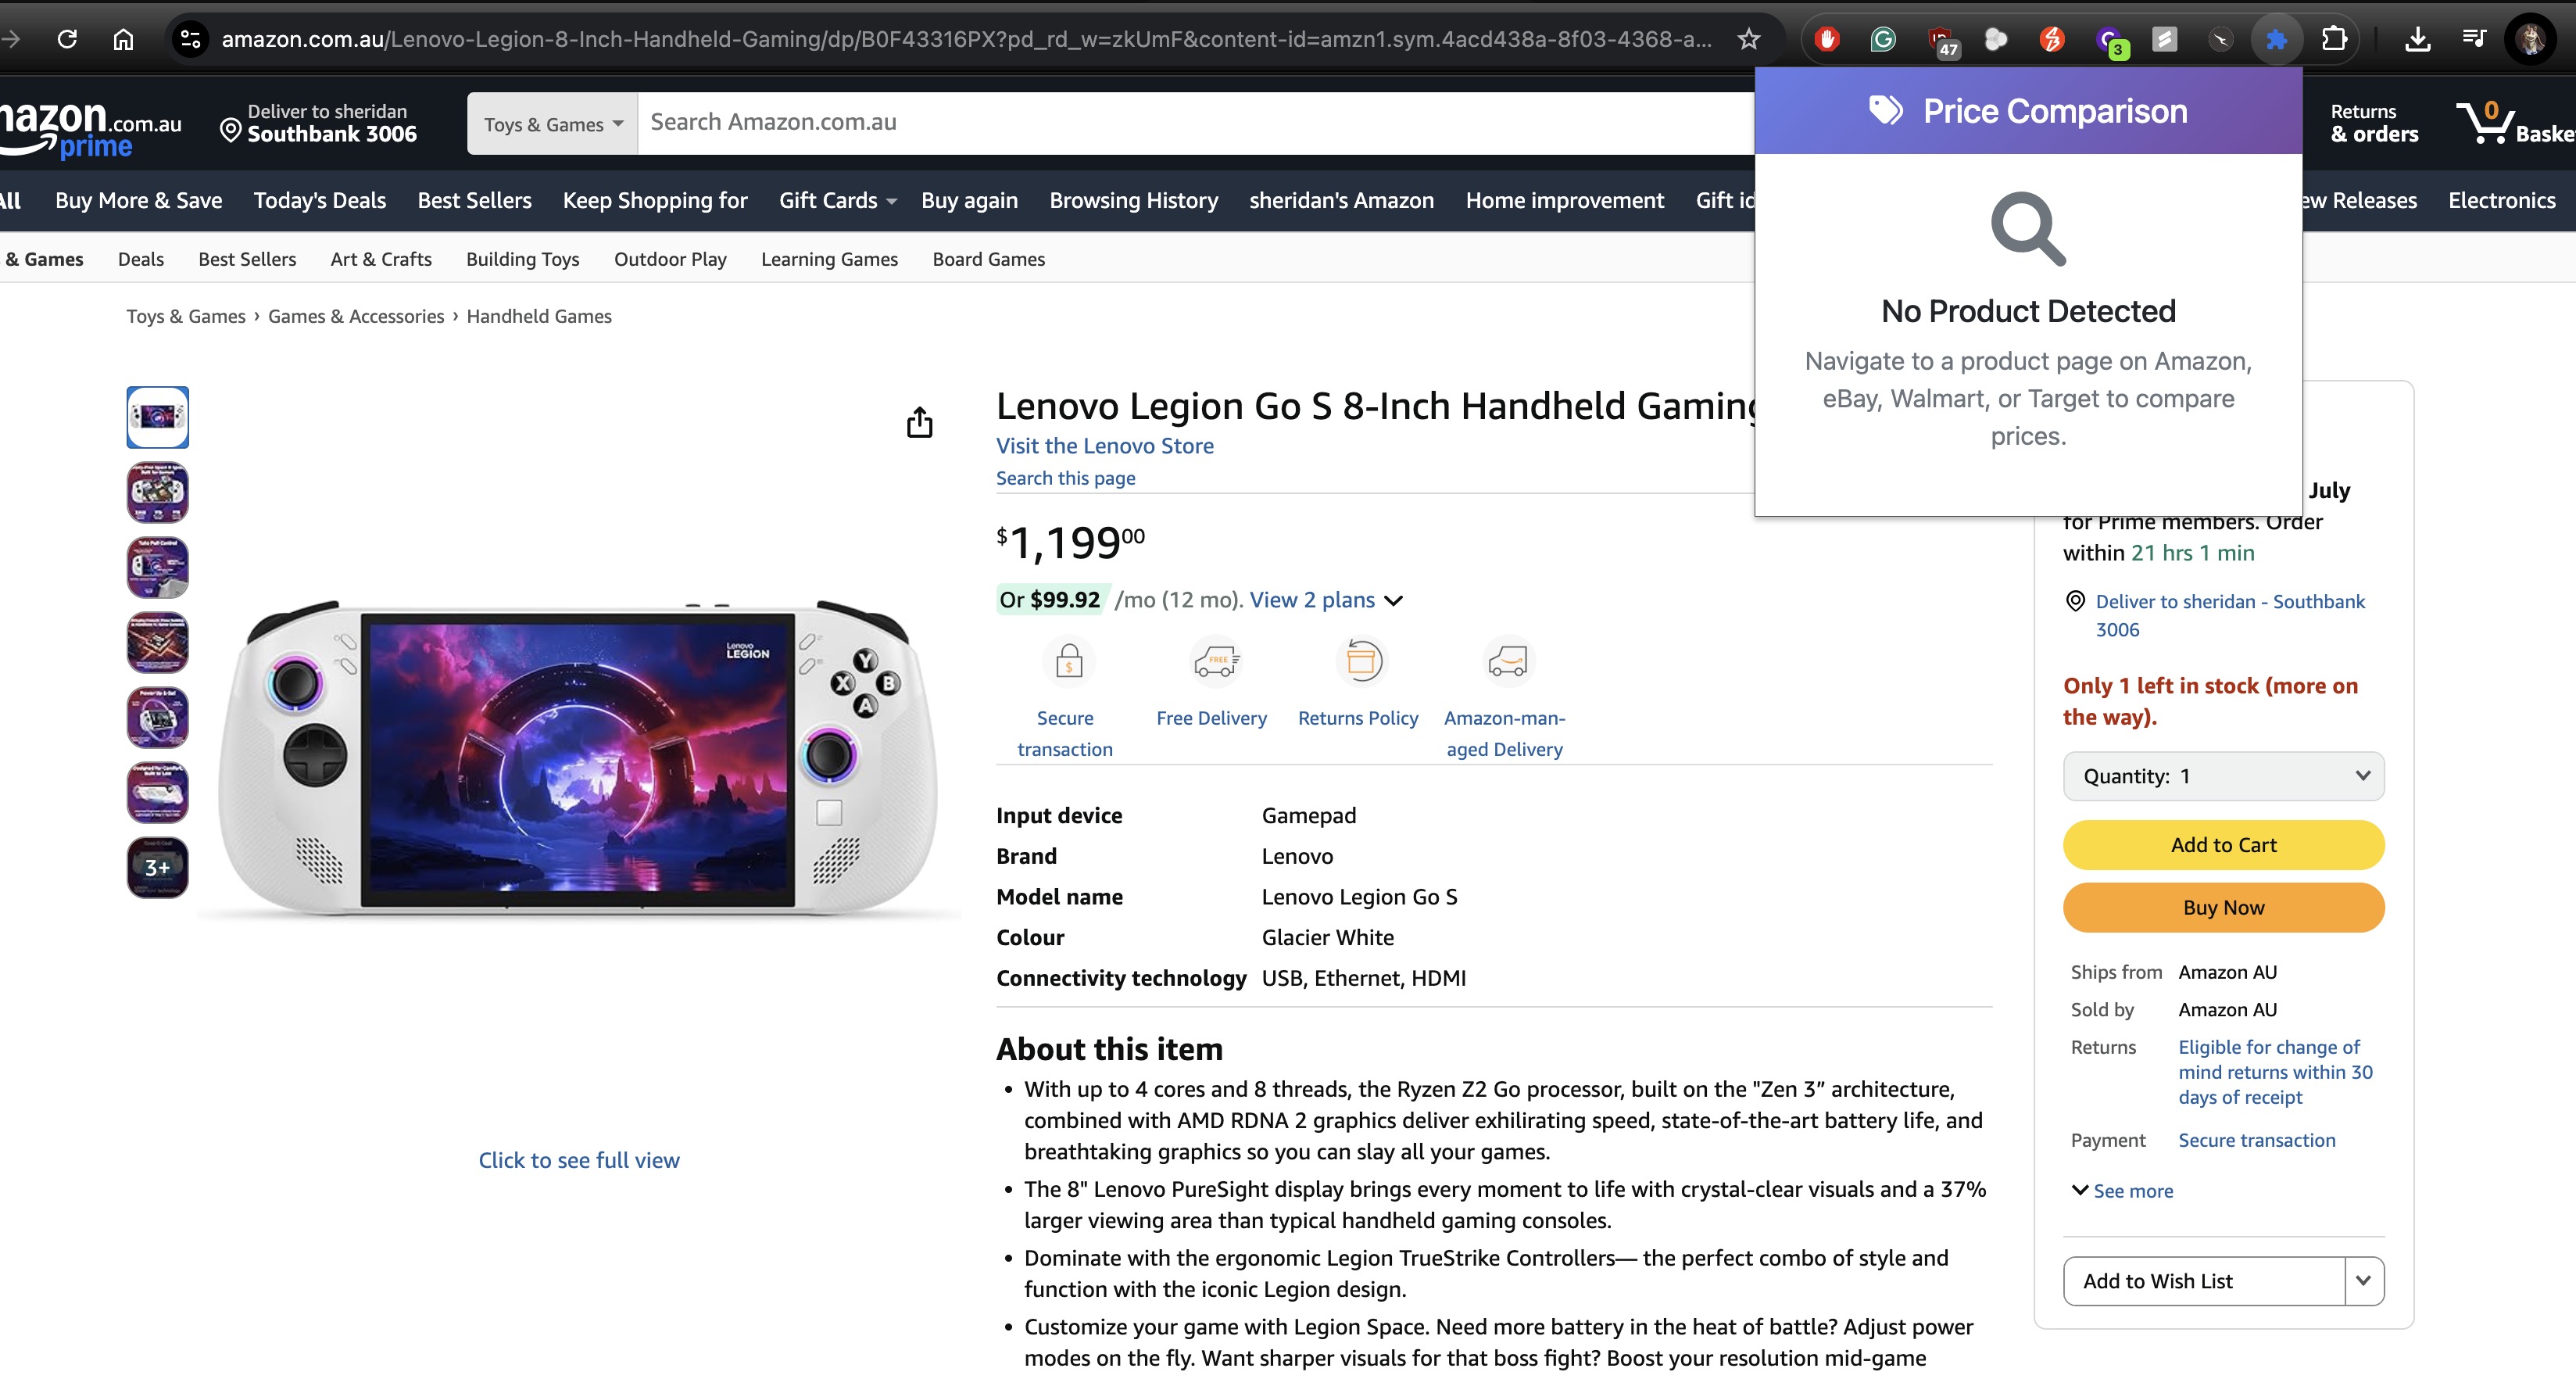 amazon.com.au/Lenovo-Legion-8-Inch-Handheld-Gaming/dp/B0F43316PX?pd_rd_w=zkUmF&content-id=amzn1.sym.4acd438a-8f03-4368-a...
47
3
mazon.com.au
prime
Deliver to sheridan
Southbank 3006
Toys & Games
Search Amazon.com.au
Price Comparison
Returns
& orders
0
Baske
All
Buy More & Save
Today's Deals
Best Sellers
Keep Shopping for
Gift Cards
Buy again
Browsing History
sheridan's Amazon
Home improvement
Gift id
ew Releases
Electronics
& Games
Deals
Best Sellers
Art & Crafts
Building Toys
Outdoor Play
Learning Games
Board Games
No Product Detected
Navigate to a product page on Amazon,
eBay, Walmart, or Target to compare
prices.
Toys & Games › Games & Accessories › Handheld Games
3+
Lenovo
LEGION
Y
X
B
A
Click to see full view
Lenovo Legion Go S 8-Inch Handheld Gaming
Visit the Lenovo Store
Search this page
$1,19900
Or $99.92 /mo (12 mo). View 2 plans
$
Secure
transaction
FREE
Free Delivery
Returns Policy
Amazon-man-
aged Delivery
Input device Gamepad
Brand Lenovo
Model name Lenovo Legion Go S
Colour Glacier White
Connectivity technology USB, Ethernet, HDMI
About this item
• With up to 4 cores and 8 threads, the Ryzen Z2 Go processor, built on the "Zen 3” architecture,
combined with AMD RDNA 2 graphics deliver exhilirating speed, state-of-the-art battery life, and
breathtaking graphics so you can slay all your games.
• The 8" Lenovo PureSight display brings every moment to life with crystal-clear visuals and a 37%
larger viewing area than typical handheld gaming consoles.
• Dominate with the ergonomic Legion TrueStrike Controllers— the perfect combo of style and
function with the iconic Legion design.
• Customize your game with Legion Space. Need more battery in the heat of battle? Adjust power
modes on the fly. Want sharper visuals for that boss fight? Boost your resolution mid-game
July
for Prime members. Order
within 21 hrs 1 min
Deliver to sheridan - Southbank
3006
Only 1 left in stock (more on
the way).
Quantity: 1
Add to Cart
Buy Now
Ships from Amazon AU
Sold by Amazon AU
Returns Eligible for change of
mind returns within 30
days of receipt
Payment Secure transaction
See more
Add to Wish List